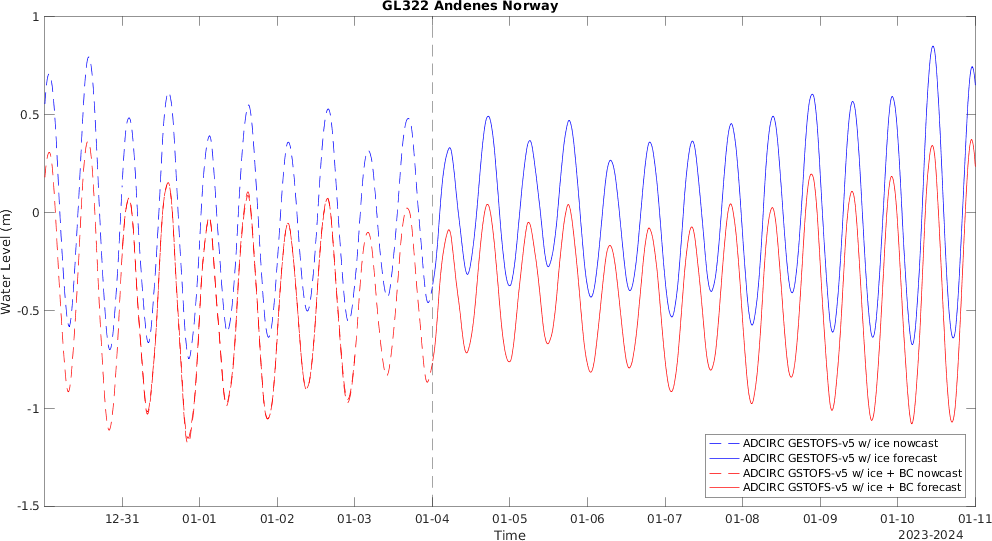 GL322 Andenes Norway
1
0.5
0
-0.5
-1
-1.5
Water Level (m)
ADCIRC GESTOFS-v5 w/ ice nowcast
ADCIRC GESTOFS-v5 w/ ice forecast
ADCIRC GSTOFS-v5 w/ ice + BC nowcast
ADCIRC GSTOFS-v5 w/ ice + BC forecast
12-31 01-01 01-02 01-03 01-04 01-05 01-06 01-07 01-08 01-09 01-10 01-11
Time
2023-2024